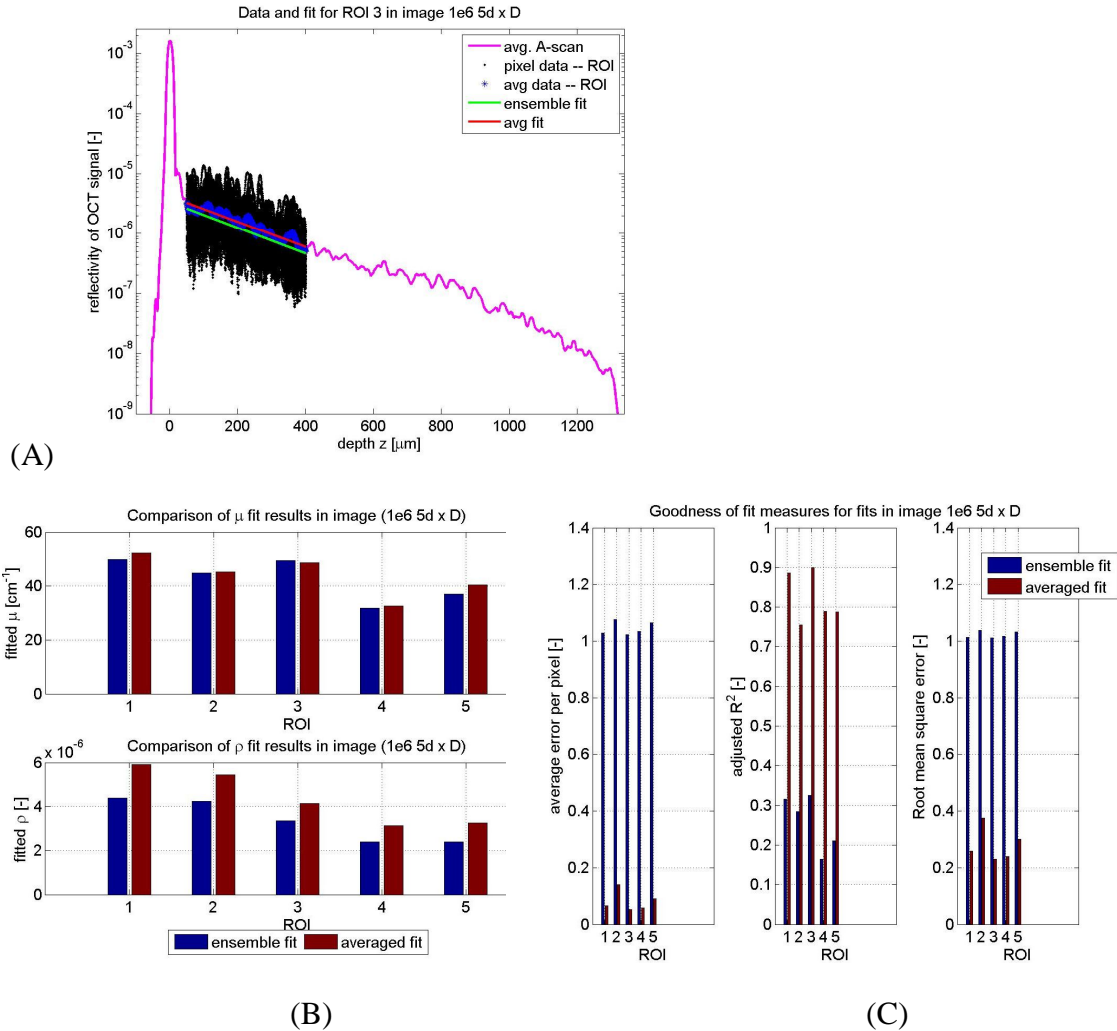 Data and fit for ROI 3 in image 1e6 5d x D
avg. A-scan
pixel data -- ROI
avg data -- ROI
ensemble fit
avg fit
reflectivity of OCT signal [-]
10^-3
10^-4
10^-5
10^-6
10^-7
10^-8
10^-9
0 200 400 600 800 1000 1200
depth z [μm]
(A)
Comparison of μ fit results in image (1e6 5d x D)
fitted μ [cm^-1]
60
40
20
0
1 2 3 4 5
ROI
x 10^-6
Comparison of ρ fit results in image (1e6 5d x D)
fitted ρ [-]
6
4
2
0
1 2 3 4 5
ROI
ensemble fit averaged fit
(B)
Goodness of fit measures for fits in image 1e6 5d x D
average error per pixel [-]
1.4
1.2
1
0.8
0.6
0.4
0.2
0
1 2 3 4 5
ROI
adjusted R^2 [-]
1
0.9
0.8
0.7
0.6
0.5
0.4
0.3
0.2
0.1
0
1 2 3 4 5
ROI
Root mean square error [-]
1.4
1.2
1
0.8
0.6
0.4
0.2
0
1 2 3 4 5
ROI
ensemble fit
averaged fit
(C)